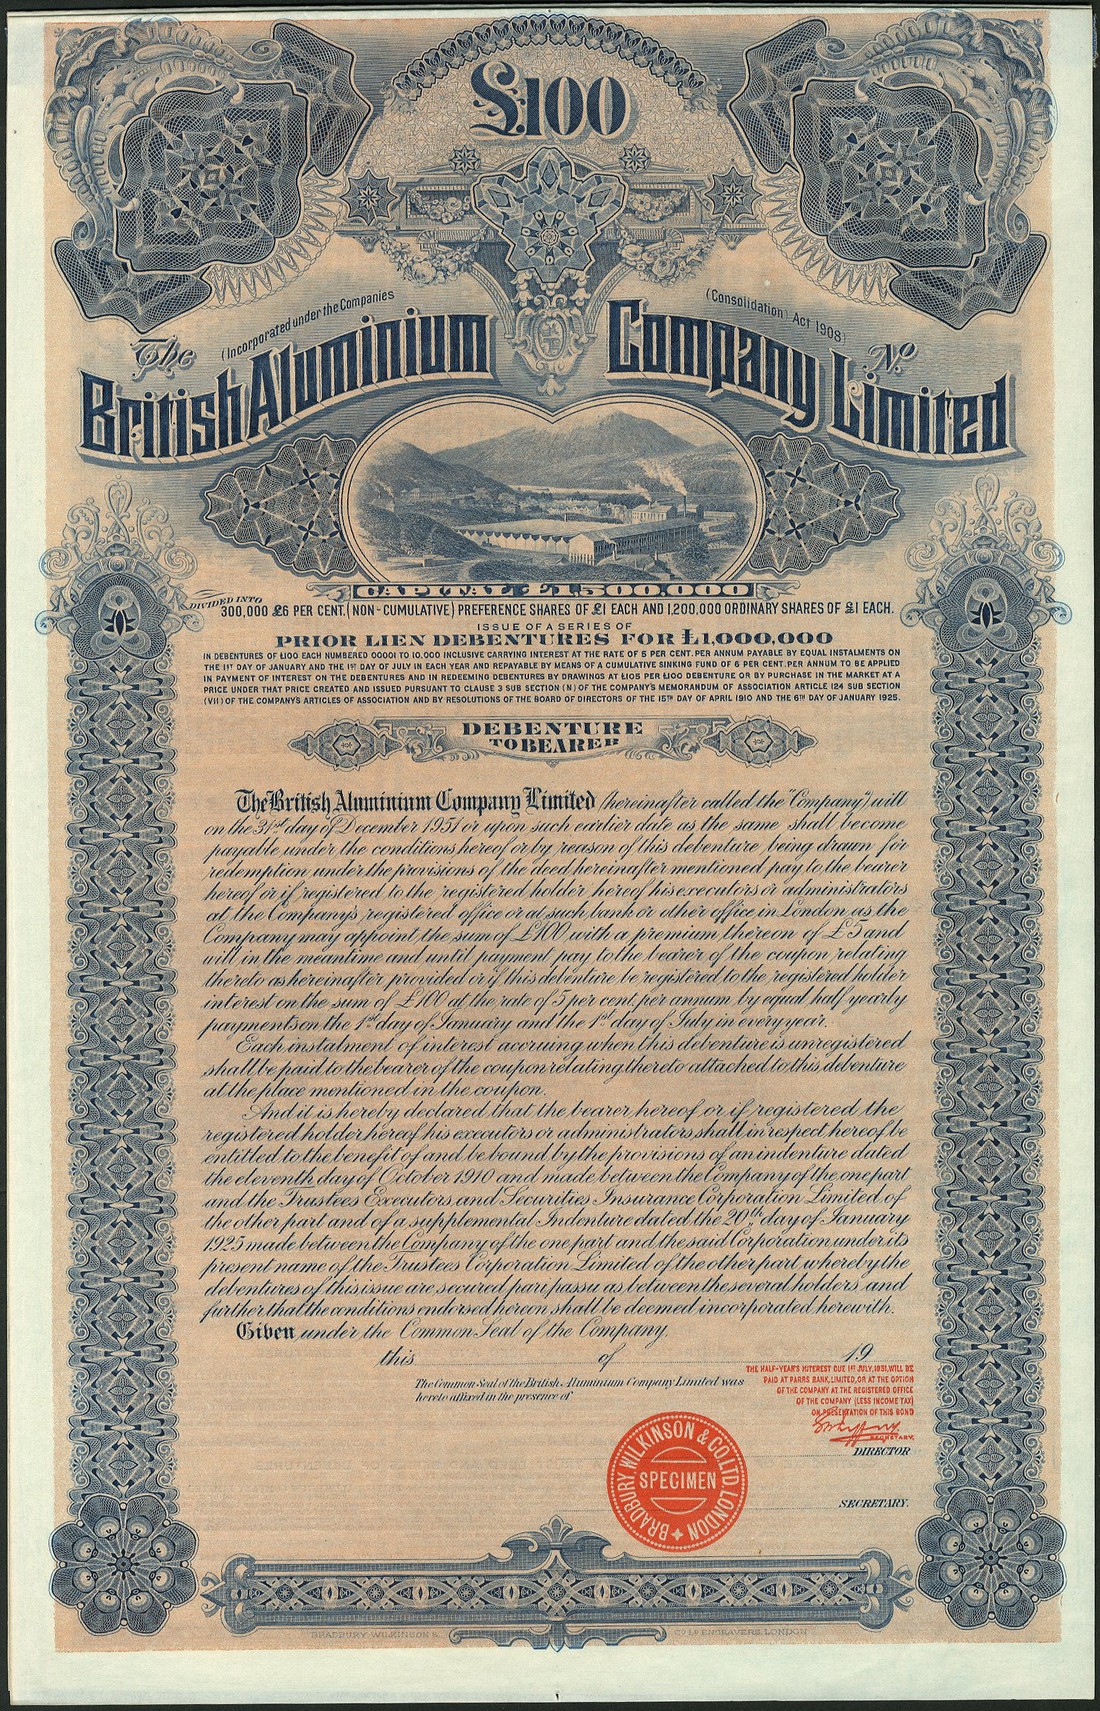 £100
(Incorporated under the Companies (Consolidation) Act 1908)
The British Aluminium Company Limited
No.
CAPITAL £1,500,000
DIVIDED INTO
300,000 £6 PER CENT. (NON-CUMULATIVE) PREFERENCE SHARES OF £1 EACH AND 1,200,000 ORDINARY SHARES OF £1 EACH.
ISSUE OF A SERIES OF
PRIOR LIEN DEBENTURES FOR £1,000,000
IN DEBENTURES OF £100 EACH NUMBERED 00001 TO 10,000 INCLUSIVE CARRYING INTEREST AT THE RATE OF 5 PER CENT. PER ANNUM PAYABLE BY EQUAL INSTALMENTS ON
THE 1ST DAY OF JANUARY AND THE 1ST DAY OF JULY IN EACH YEAR AND REPAYABLE BY MEANS OF A CUMULATIVE SINKING FUND OF 6 PER CENT. PER ANNUM TO BE APPLIED
IN PAYMENT OF INTEREST ON THE DEBENTURES AND IN REDEEMING DEBENTURES BY DRAWINGS AT £105 PER £100 DEBENTURE OR BY PURCHASE IN THE MARKET AT A
PRICE UNDER THAT PRICE CREATED AND ISSUED PURSUANT TO CLAUSE 3 SUB SECTION (N) OF THE COMPANY'S MEMORANDUM OF ASSOCIATION ARTICLE 124 SUB SECTION
(VII) OF THE COMPANY'S ARTICLES OF ASSOCIATION AND BY RESOLUTIONS OF THE BOARD OF DIRECTORS OF THE 15TH DAY OF APRIL 1910 AND THE 6TH DAY OF JANUARY 1925.
DEBENTURE
TO BEARER
The British Aluminium Company Limited (hereinafter called the "Company") will
on the 31st day of December 1951 or upon such earlier date as the same shall become
payable under the conditions hereof or by reason of this debenture being drawn for
redemption under the provisions of the deed hereinafter mentioned pay to the bearer
hereof or if registered to the registered holder hereof his executors or administrators
at the Company's registered office or at such bank or other office in London as the
Company may appoint the sum of £100 with a premium thereon of £5 and
will in the meantime and until payment pay to the bearer of the coupon relating
thereto as hereinafter provided or if this debenture be registered to the registered holder
interest on the sum of £100 at the rate of 5 per cent. per annum by equal half yearly
payments on the 1st day of January and the 1st day of July in every year.
Each instalment of interest accruing when this debenture is unregistered
shall be paid to the bearer of the coupon relating thereto attached to this debenture
at the place mentioned in the coupon.
And it is hereby declared that the bearer hereof or if registered the
registered holder hereof his executors or administrators shall in respect hereof be
entitled to the benefit of and be bound by the provisions of an indenture dated
the eleventh day of October 1910 and made between the Company of the one part
and the Trustees Executors and Securities Insurance Corporation Limited of
the other part and of a supplemental Indenture dated the 20th day of January
1925 made between the Company of the one part and the said Corporation under its
present name of the Trustees Corporation Limited of the other part whereby the
debentures of this issue are secured pari passu as between the several holders and
further that the conditions endorsed hereon shall be deemed incorporated herewith.
Given under the Common Seal of the Company,
this of 19
The Common Seal of the British Aluminium Company Limited was
hereto affixed in the presence of
THE HALF-YEAR'S INTEREST DUE 1ST JULY, 1931, WILL BE
PAID AT PARRS BANK, LIMITED, OR AT THE OPTION
OF THE COMPANY AT THE REGISTERED OFFICE
OF THE COMPANY (LESS INCOME TAX)
ON PRESENTATION OF THIS BOND
SECRETARY.
DIRECTOR
BRADBURY WILKINSON & CO LTD. LONDON
SPECIMEN
SECRETARY.
BRADBURY WILKINSON & CO LD ENGRAVERS, LONDON